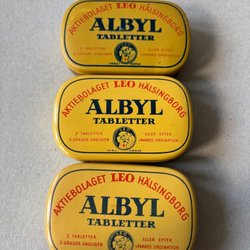 AKTIEBOLAGET LEO HÄLSINGBORG
ALBYL
TABLETTER
1 TABLETTER
2 GÅNGER DAGLIGEN
ELLER EFTER
LÄKARES ORDINATION
AKTIEBOLAGET LEO HÄLSINGBORG
ALBYL
TABLETTER
2 TABLETTER
2 GÅNGER DAGLIGEN
ELLER EFTER
LÄKARES ORDINATION
AKTIEBOLAGET LEO HÄLSINGBORG
ALBYL
TABLETTER
2 TABLETTER
2 GÅNGER DAGLIGEN
ELLER EFTER
LÄKARES ORDINATION